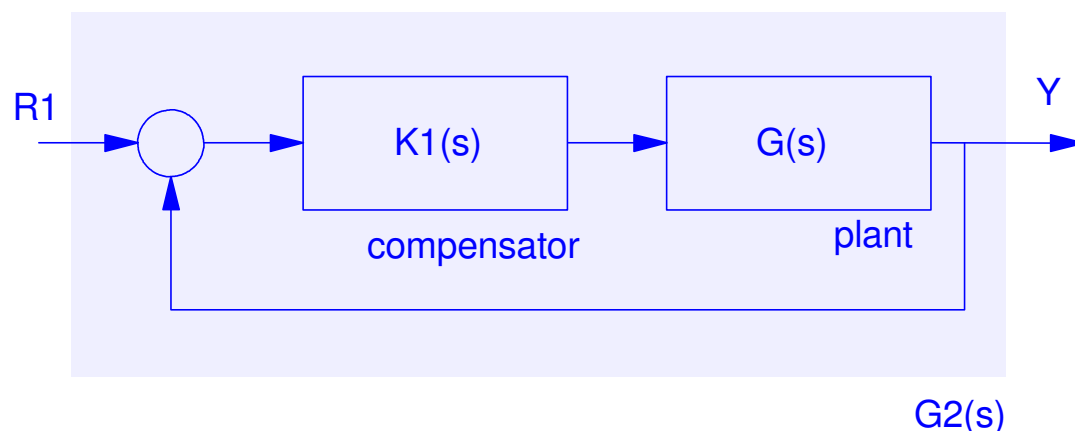 R1
Y
K1(s)
G(s)
compensator
plant
G2(s)